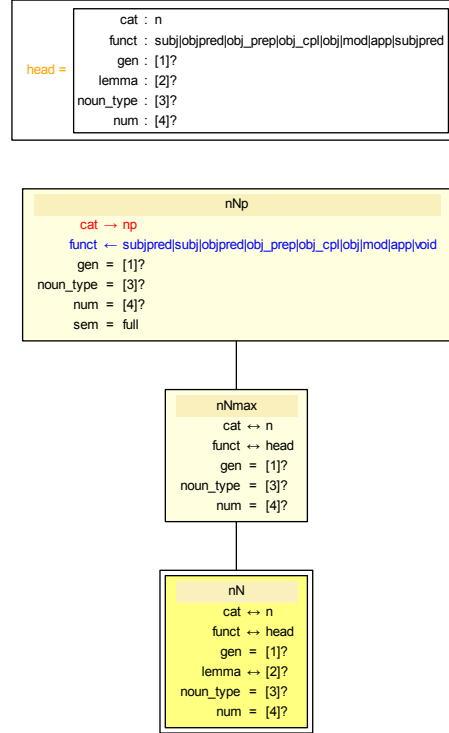 head =
cat : n
funct : subj|objpred|obj_prep|obj_cpl|obj|mod|app|subjpred
gen : [1]?
lemma : [2]?
noun_type : [3]?
num : [4]?
nNp
cat → np
funct ← subjpred|subj|objpred|obj_prep|obj_cpl|obj|mod|app|void
gen = [1]?
noun_type = [3]?
num = [4]?
sem = full
nNmax
cat ↔ n
funct ↔ head
gen = [1]?
noun_type = [3]?
num = [4]?
nN
cat ↔ n
funct ↔ head
gen = [1]?
lemma ↔ [2]?
noun_type = [3]?
num = [4]?